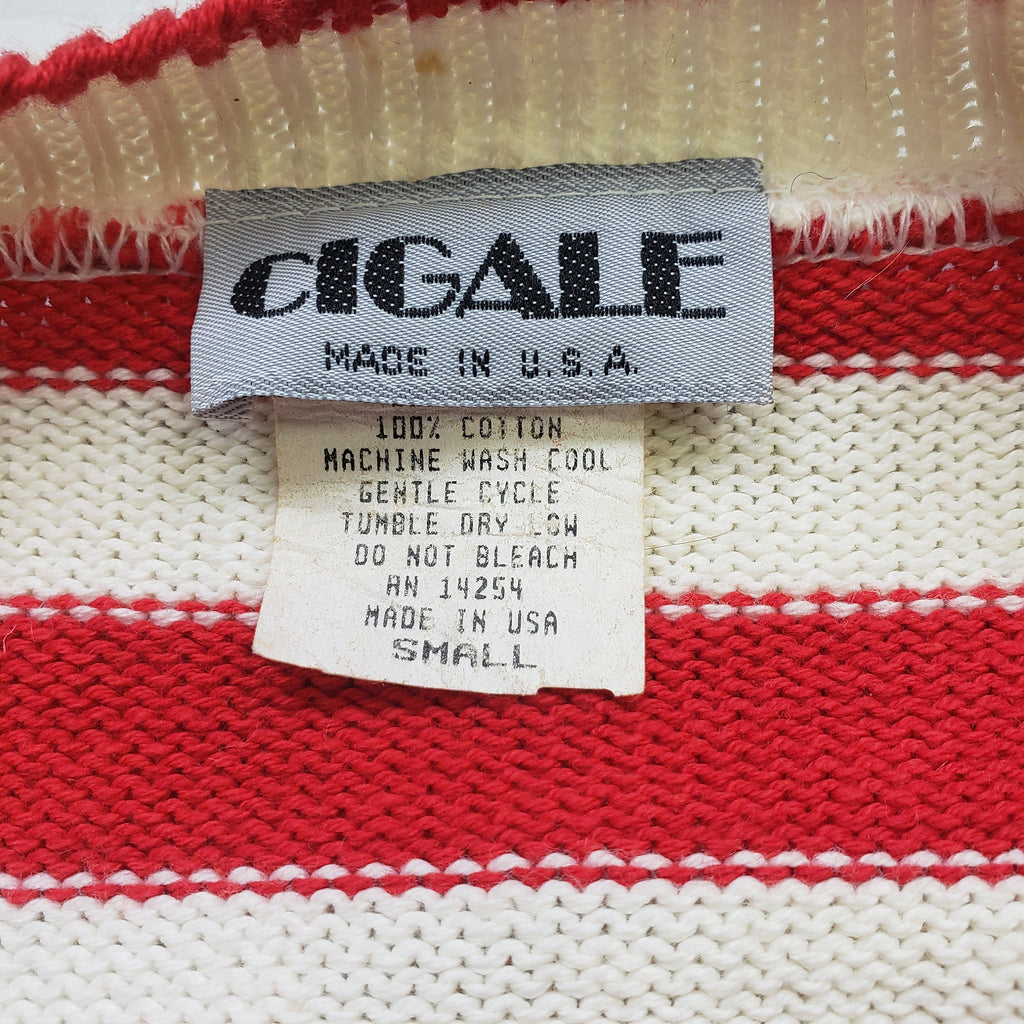 CIGALE
MADE IN U.S.A.
100% COTTON
MACHINE WASH COOL
GENTLE CYCLE
TUMBLE DRY LOW
DO NOT BLEACH
RN 14254
MADE IN USA
SMALL